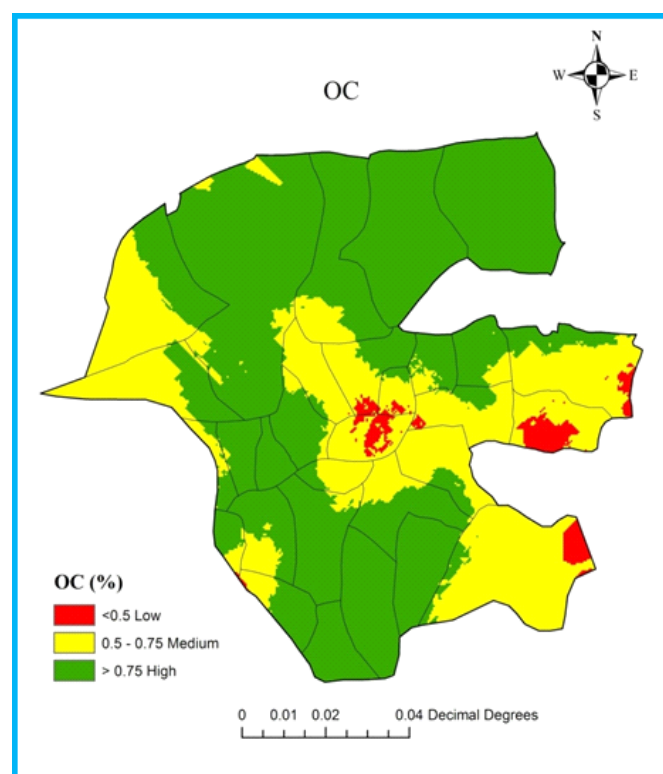 N
W E
S
OC
OC (%)
<0.5 Low
0.5 - 0.75 Medium
> 0.75 High
0 0.01 0.02 0.04 Decimal Degrees